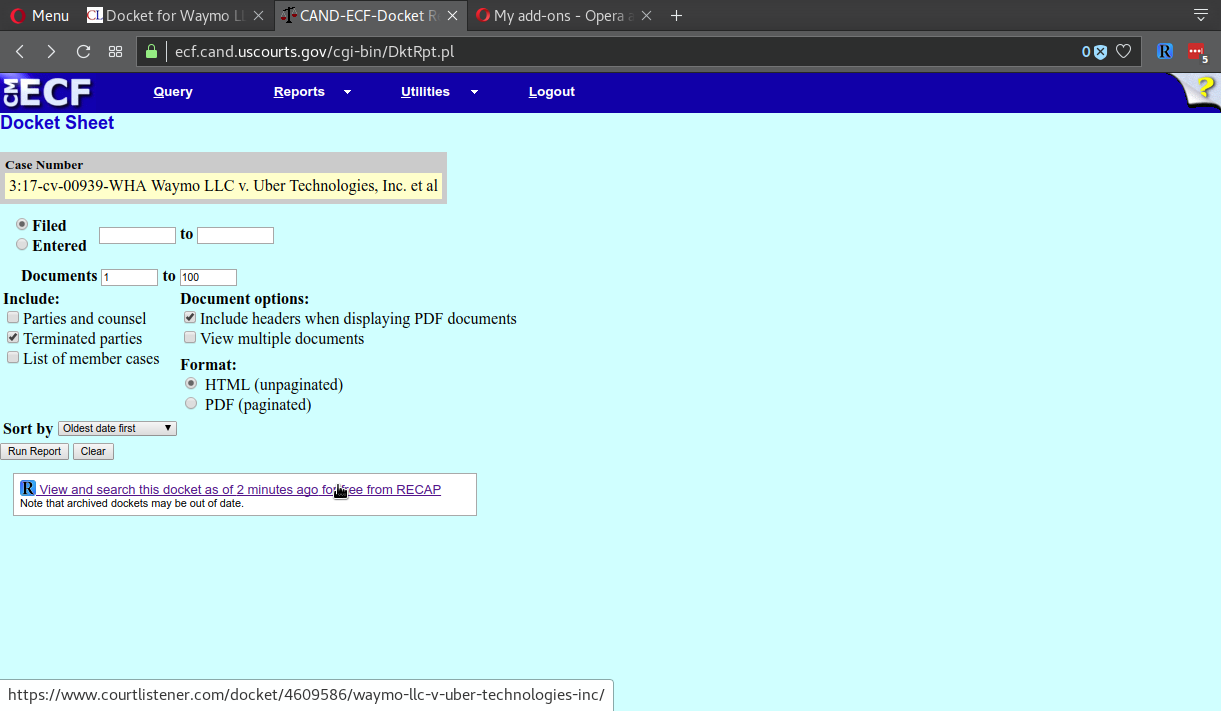 Menu
Docket for Waymo LL
CAND-ECF-Docket R
My add-ons - Opera a
ecf.cand.uscourts.gov/cgi-bin/DktRpt.pl
0
R
5
CM ECF
Query
Reports
Utilities
Logout
?
Docket Sheet
Case Number
3:17-cv-00939-WHA Waymo LLC v. Uber Technologies, Inc. et al
Filed
Entered
to
Documents 1 to 100
Include:
Parties and counsel
Terminated parties
List of member cases
Document options:
Include headers when displaying PDF documents
View multiple documents
Format:
HTML (unpaginated)
PDF (paginated)
Sort by Oldest date first
Run Report Clear
R View and search this docket as of 2 minutes ago for free from RECAP
Note that archived dockets may be out of date.
https://www.courtlistener.com/docket/4609586/waymo-llc-v-uber-technologies-inc/